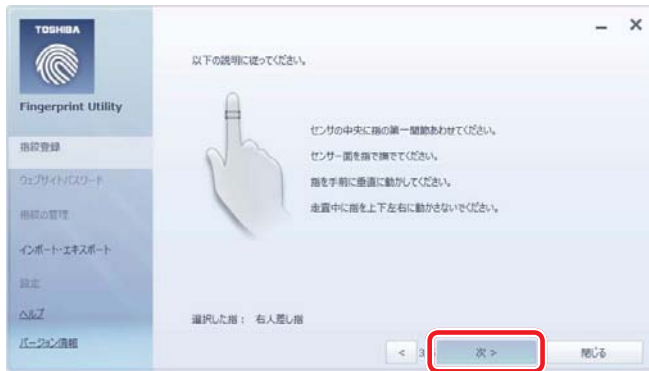 TOSHIBA
Fingerprint Utility
指紋登録
ウェブサイト/パスワード
指紋の管理
インポート・エキスポート
設定
ヘルプ
バージョン情報
以下の説明に従ってください。
センサの中央に指の第一関節あわせてください。
センサー面を指で撫でてください。
指を手前に垂直に動かしてください。
走査中に指を上下左右に動かさないでください。
選択した指： 右人差し指
< 3 次 > 閉じる